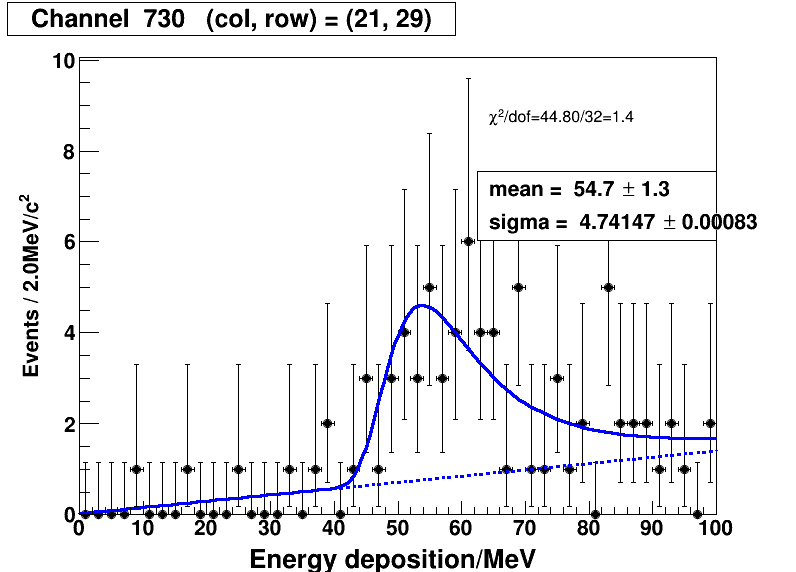 Channel 730 (col, row) = (21, 29)
10
8
6
4
2
0
Events / 2.0MeV/c²
χ²/dof=44.80/32=1.4
mean = 54.7 ± 1.3
sigma = 4.74147 ± 0.00083
0 10 20 30 40 50 60 70 80 90 100
Energy deposition/MeV